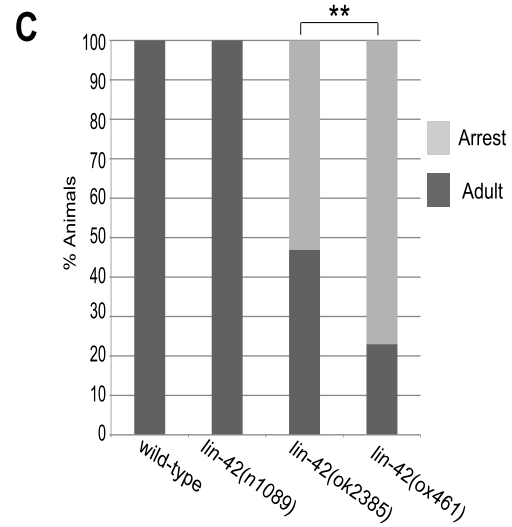 C
**
100
90
80
70
60
50
40
30
20
10
0
% Animals
Arrest
Adult
wild-type
lin-42(n1089)
lin-42(ok2385)
lin-42(ox461)